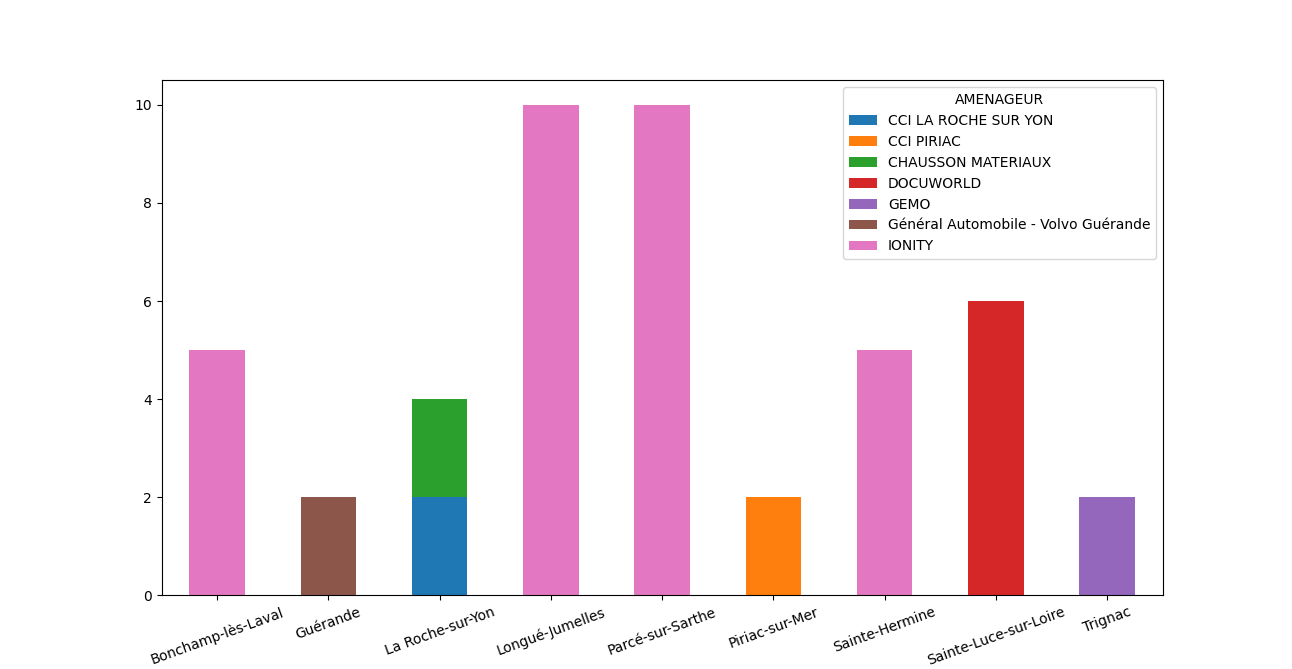 AMENAGEUR
CCI LA ROCHE SUR YON
CCI PIRIAC
CHAUSSON MATERIAUX
DOCUWORLD
GEMO
Général Automobile - Volvo Guérande
IONITY
10
8
6
4
2
0
Bonchamp-lès-Laval
Guérande
La Roche-sur-Yon
Longué-Jumelles
Parcé-sur-Sarthe
Piriac-sur-Mer
Sainte-Hermine
Sainte-Luce-sur-Loire
Trignac